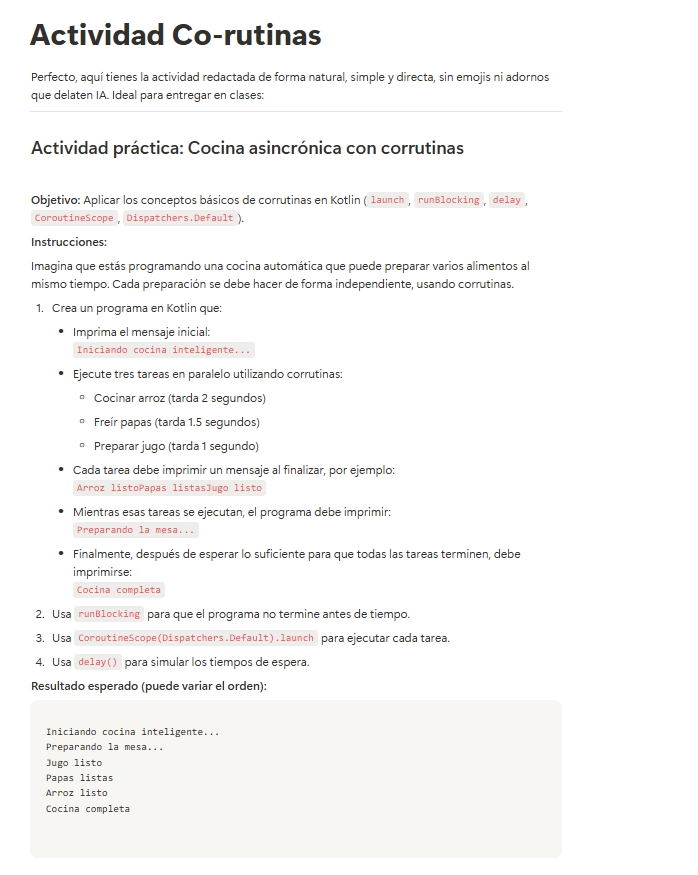 Actividad Co-rutinas
Perfecto, aquí tienes la actividad redactada de forma natural, simple y directa, sin emojis ni adornos
que delaten IA. Ideal para entregar en clases:
Actividad práctica: Cocina asincrónica con corrutinas
Objetivo: Aplicar los conceptos básicos de corrutinas en Kotlin ( launch , runBlocking , delay ,
CoroutineScope , Dispatchers.Default ).
Instrucciones:
Imagina que estás programando una cocina automática que puede preparar varios alimentos al
mismo tiempo. Cada preparación se debe hacer de forma independiente, usando corrutinas.
1. Crea un programa en Kotlin que:
• Imprima el mensaje inicial:
Iniciando cocina inteligente...
• Ejecute tres tareas en paralelo utilizando corrutinas:
◦ Cocinar arroz (tarda 2 segundos)
◦ Freír papas (tarda 1.5 segundos)
◦ Preparar jugo (tarda 1 segundo)
• Cada tarea debe imprimir un mensaje al finalizar, por ejemplo:
Arroz listoPapas listasJugo listo
• Mientras esas tareas se ejecutan, el programa debe imprimir:
Preparando la mesa...
• Finalmente, después de esperar lo suficiente para que todas las tareas terminen, debe
imprimirse:
Cocina completa
2. Usa runBlocking para que el programa no termine antes de tiempo.
3. Usa CoroutineScope(Dispatchers.Default).launch para ejecutar cada tarea.
4. Usa delay() para simular los tiempos de espera.
Resultado esperado (puede variar el orden):
Iniciando cocina inteligente...
Preparando la mesa...
Jugo listo
Papas listas
Arroz listo
Cocina completa